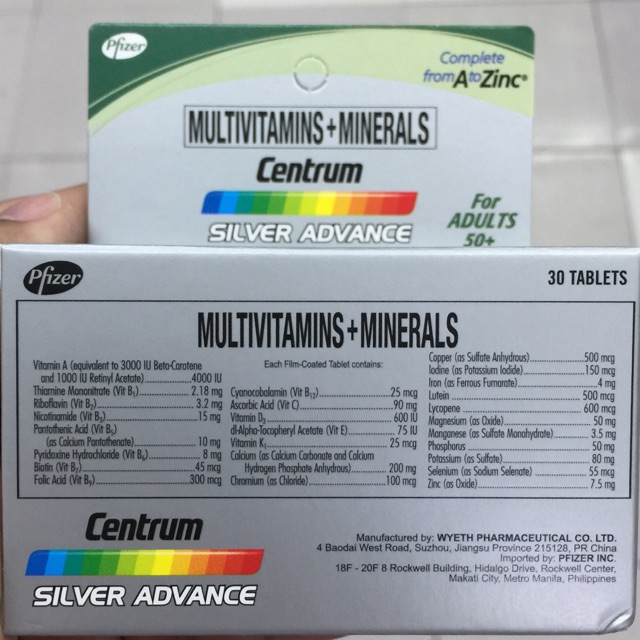 Pfizer
Complete
from A to Zinc®
MULTIVITAMINS+MINERALS
Centrum
SILVER ADVANCE
For
ADULTS
50+
Pfizer
30 TABLETS
MULTIVITAMINS+MINERALS
Vitamin A (equivalent to 3000 IU Beta-Carotene
and 1000 IU Retinyl Acetate)..................4000 IU
Thiamine Mononitrate (Vit B1)..................2.18 mg
Riboflavin (Vit B2)..................3.2 mg
Nicotinamide (Vit B3)..................15 mg
Pantothenic Acid (Vit B5)
(as Calcium Pantothenate)..................10 mg
Pyridoxine Hydrochloride (Vit B6)..................8 mg
Biotin (Vit B7)..................45 mcg
Folic Acid (Vit B9)..................300 mcg
Each Film-Coated Tablet contains:
Cyanocobalamin (Vit B12)..................25 mcg
Ascorbic Acid (Vit C)..................90 mg
Vitamin D3..................600 IU
dl-Alpha-Tocopheryl Acetate (Vit E)..................75 IU
Vitamin K1..................25 mcg
Calcium (as Calcium Carbonate and Calcium
Hydrogen Phosphate Anhydrous)..................200 mg
Chromium (as Chloride)..................100 mcg
Copper (as Sulfate Anhydrous)..................500 mcg
Iodine (as Potassium Iodide)..................150 mcg
Iron (as Ferrous Fumarate)..................4 mg
Lutein..................500 mcg
Lycopene..................600 mcg
Magnesium (as Oxide)..................50 mg
Manganese (as Sulfate Monohydrate)..................3.5 mg
Phosphorus..................50 mg
Potassium (as Sulfate)..................80 mg
Selenium (as Sodium Selenate)..................55 mcg
Zinc (as Oxide)..................7.5 mg
Centrum
SILVER ADVANCE
Manufactured by: WYETH PHARMACEUTICAL CO. LTD.
4 Baodai West Road, Suzhou, Jiangsu Province 215128, PR China
Imported by: PFIZER INC.
18F - 20F 8 Rockwell Building, Hidalgo Drive, Rockwell Center,
Makati City, Metro Manila, Philippines